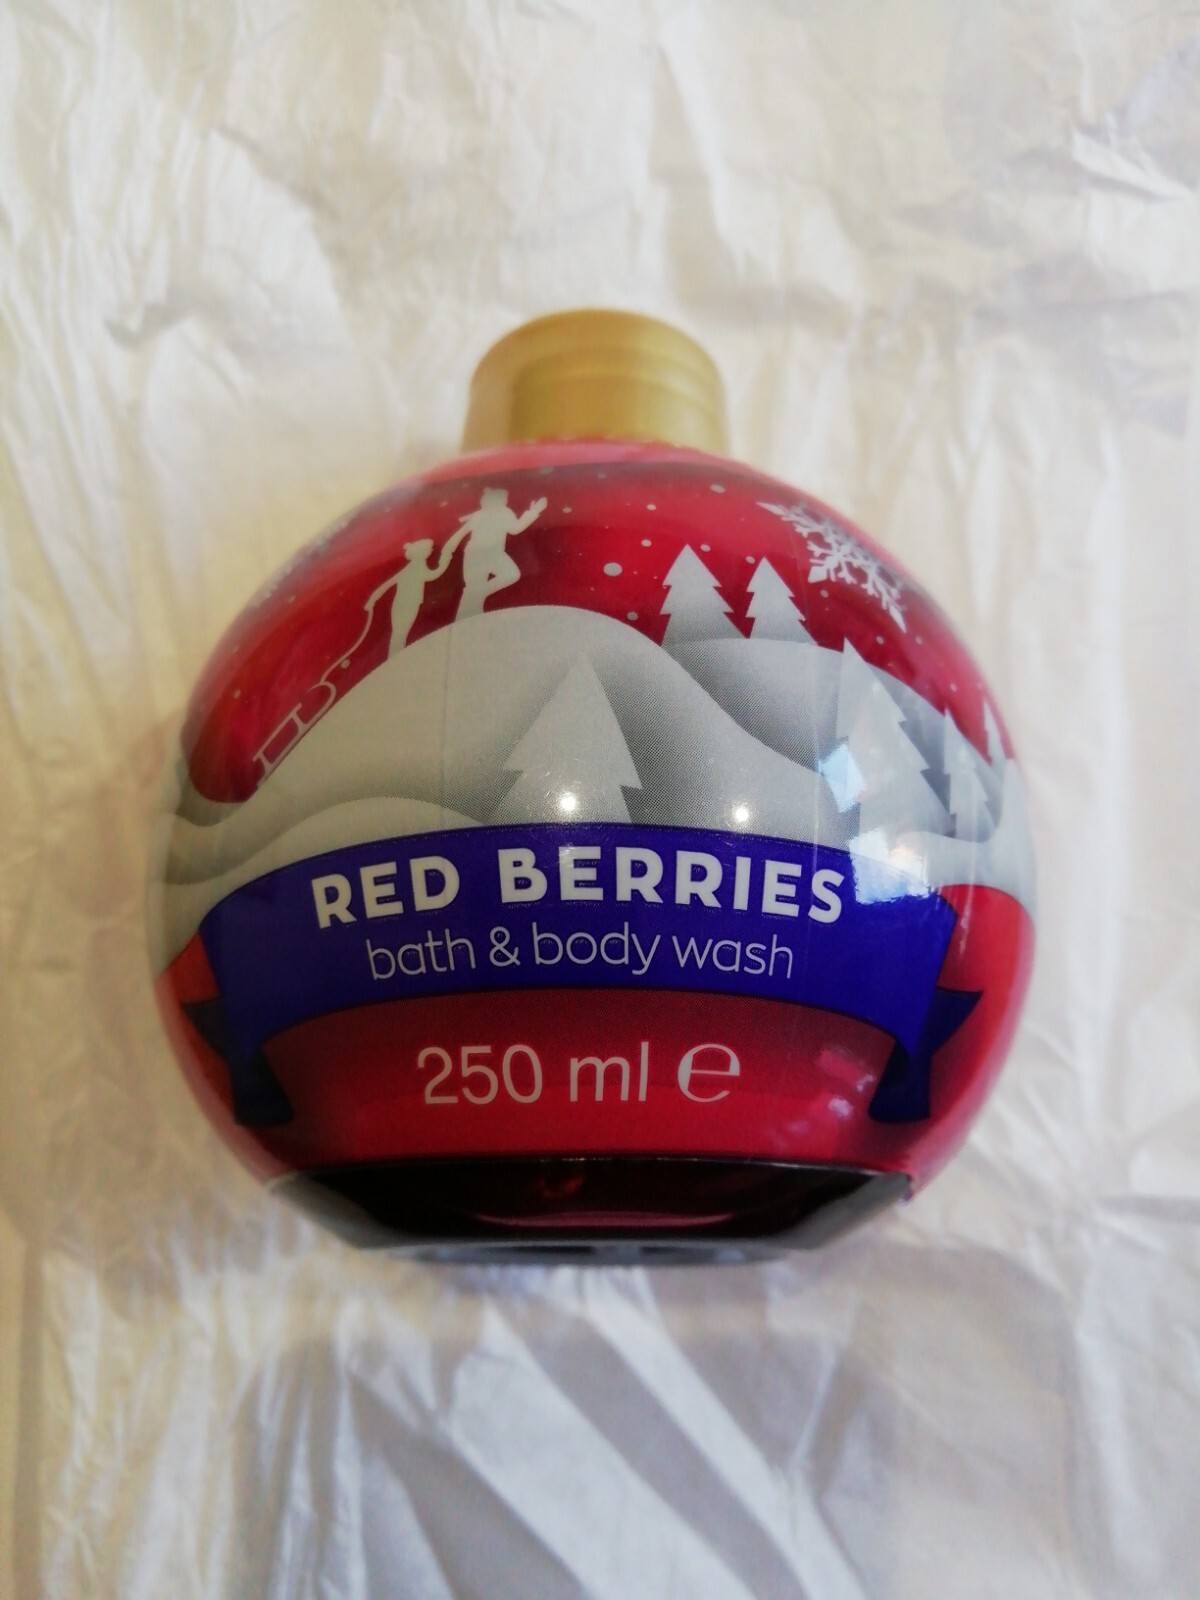 RED BERRIES
bath & body wash
250 ml ℮